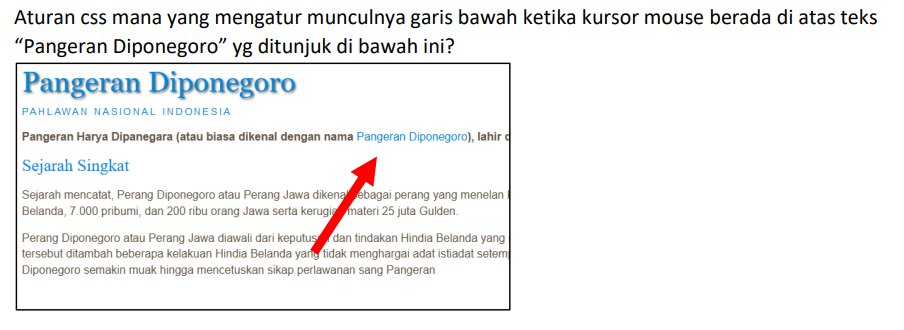 Aturan css mana yang mengatur munculnya garis bawah ketika kursor mouse berada di atas teks
“Pangeran Diponegoro” yg ditunjuk di bawah ini?
Pangeran Diponegoro
PAHLAWAN NASIONAL INDONESIA
Pangeran Harya Dipanegara (atau biasa dikenal dengan nama Pangeran Diponegoro), lahir
Sejarah Singkat
Sejarah mencatat, Perang Diponegoro atau Perang Jawa dikenal sebagai perang yang menelan
Belanda, 7.000 pribumi, dan 200 ribu orang Jawa serta kerugian materi 25 juta Gulden.
Perang Diponegoro atau Perang Jawa diawali dari keputusan dan tindakan Hindia Belanda yang
tersebut ditambah beberapa kelakuan Hindia Belanda yang tidak menghargai adat istiadat setem
Diponegoro semakin muak hingga mencetuskan sikap perlawanan sang Pangeran